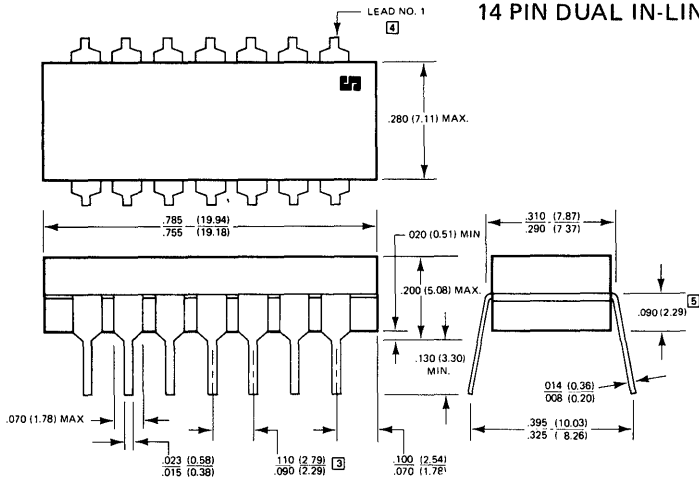 LEAD NO. 1
4
14 PIN DUAL IN-LIN
.280 (7.11) MAX.
.785 (19.94)
.755 (19.18)
020 (0.51) MIN
.200 (5.08) MAX.
.130 (3.30)
MIN.
.310 (7.87)
.290 (7 37)
5
.090 (2.29)
014 (0.36)
008 (0.20)
.395 (10.03)
.325 ( 8.26)
.070 (1.78) MAX
.023 (0.58)
.015 (0.38)
110 (2 79)
.090 (2.29)
3
.100 (2.54)
.070 (1.78)